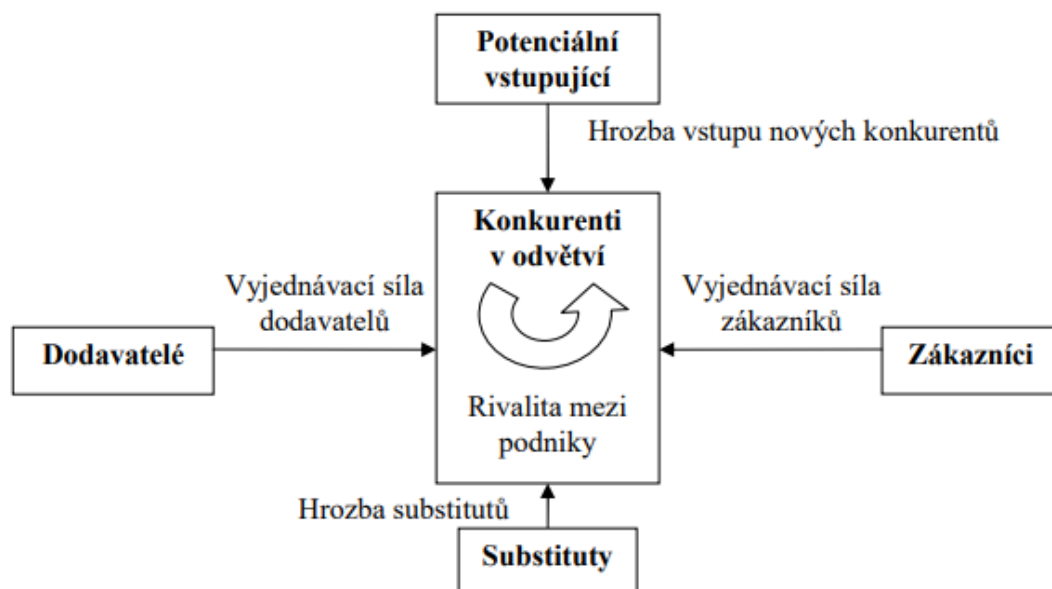 Potenciální
vstupující
Hrozba vstupu nových konkurentů
Konkurenti
v odvětví
Vyjednávací síla
dodavatelů
Vyjednávací síla
zákazníků
Dodavatelé
Zákazníci
Rivalita mezi
podniky
Hrozba substitutů
Substituty